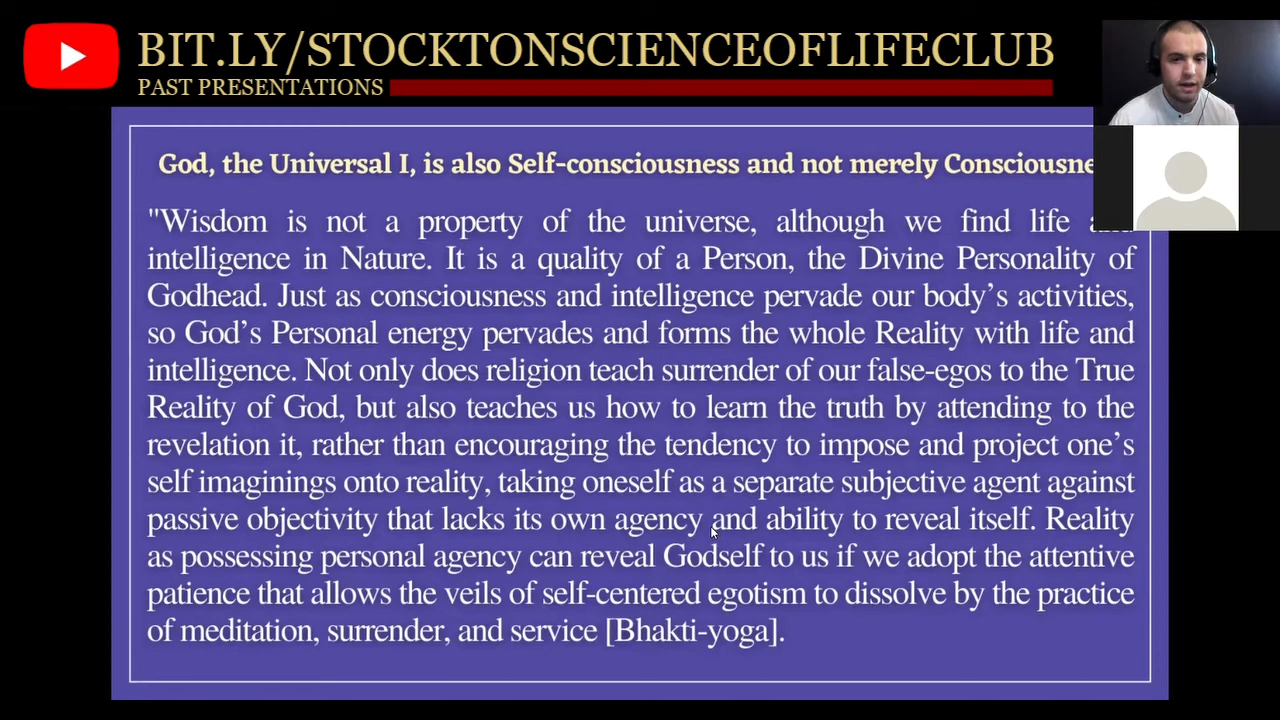 BIT.LY/STOCKTONSCIENCEOFLIFECLUB
PAST PRESENTATIONS
God, the Universal I, is also Self-consciousness and not merely
"Wisdom is not a property of the universe, although we find life
intelligence in Nature. It is a quality of a Person, the Divine Personality of
Godhead. Just as consciousness and intelligence pervade our body’s activities,
so God’s Personal energy pervades and forms the whole Reality with life and
intelligence. Not only does religion teach surrender of our false-egos to the True
Reality of God, but also teaches us how to learn the truth by attending to the
revelation it, rather than encouraging the tendency to impose and project one’s
self imaginings onto reality, taking oneself as a separate subjective agent against
passive objectivity that lacks its own agency and ability to reveal itself. Reality
as possessing personal agency can reveal Godself to us if we adopt the attentive
patience that allows the veils of self-centered egotism to dissolve by the practice
of meditation, surrender, and service [Bhakti-yoga].